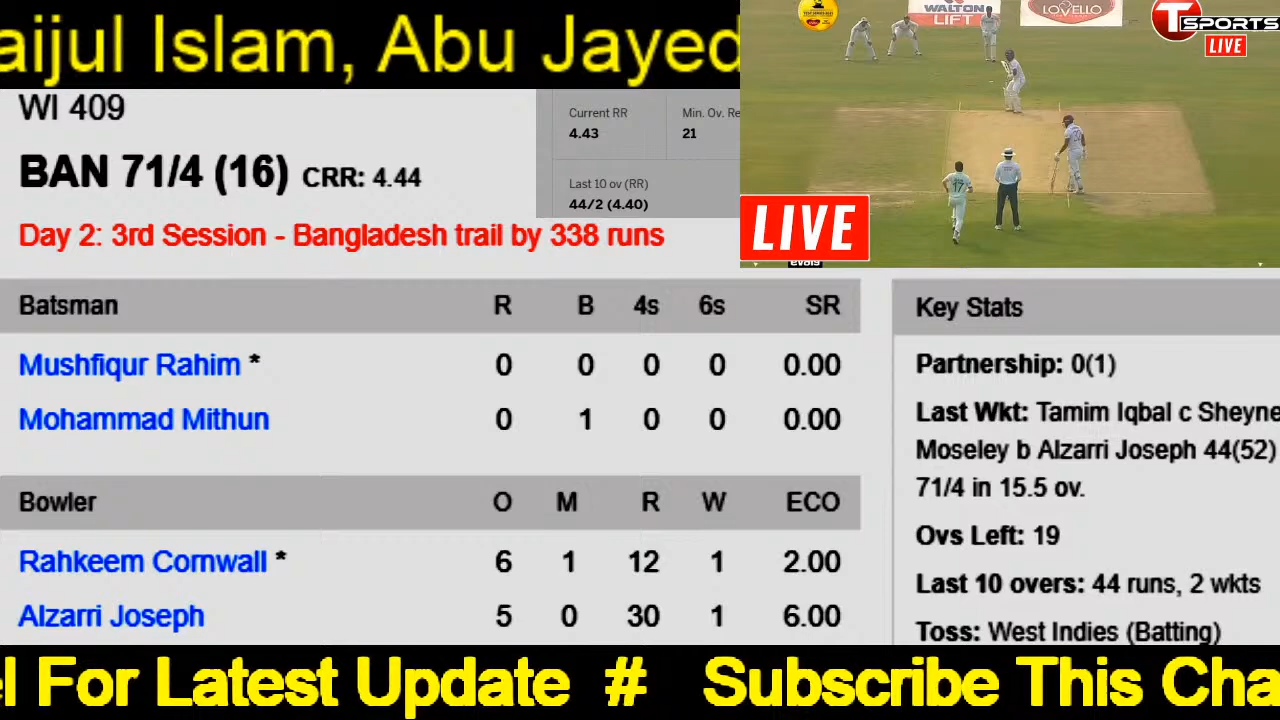 aijul Islam, Abu Jayed
WALTON
LIFT
LOVELLO
T SPORTS
LIVE
WI 409
Current RR
4.43
Min. Ov. Re
21
BAN 71/4 (16) CRR: 4.44
Last 10 ov (RR)
44/2 (4.40)
17
LIVE
Day 2: 3rd Session - Bangladesh trail by 338 runs
Batsman R B 4s 6s SR
Mushfiqur Rahim * 0 0 0 0 0.00
Mohammad Mithun 0 1 0 0 0.00
Bowler O M R W ECO
Rahkeem Cornwall * 6 1 12 1 2.00
Alzarri Joseph 5 0 30 1 6.00
Key Stats
Partnership: 0(1)
Last Wkt: Tamim Iqbal c Sheyne
Moseley b Alzarri Joseph 44(52)
71/4 in 15.5 ov.
Ovs Left: 19
Last 10 overs: 44 runs, 2 wkts
Toss: West Indies (Batting)
el For Latest Update # Subscribe This Cha